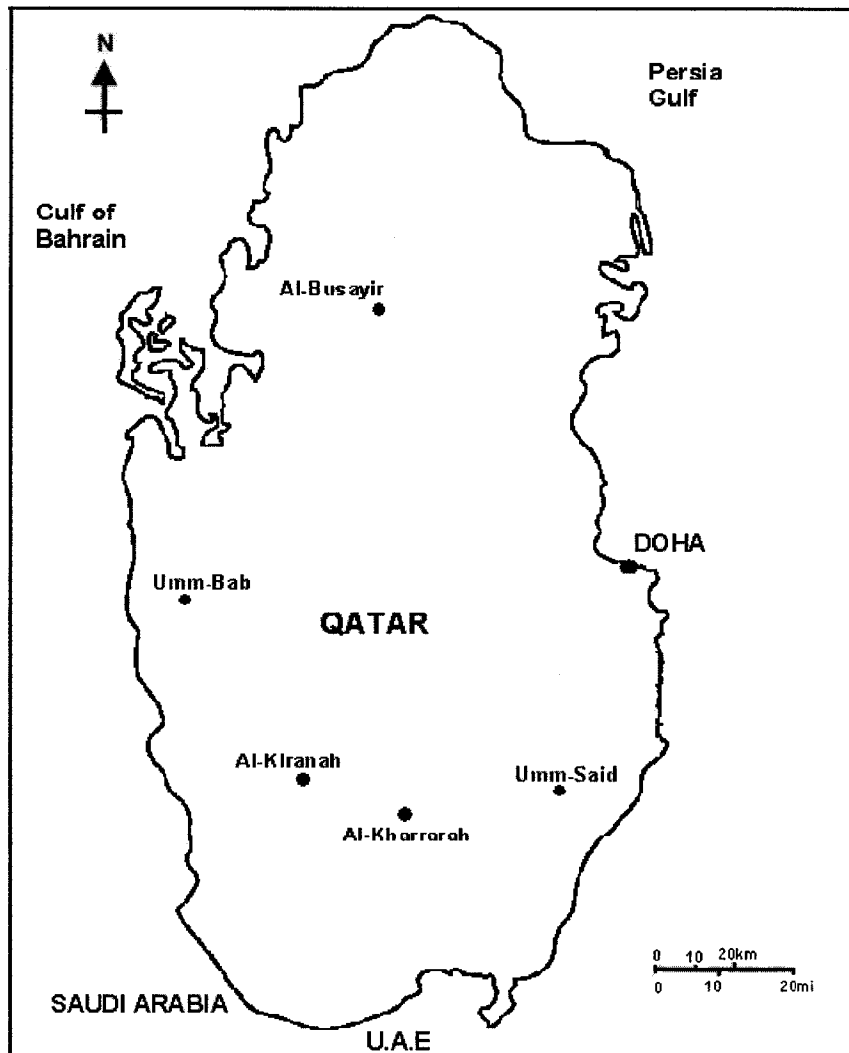 N
Persia
Gulf
Culf of
Bahrain
Al-Busayir
DOHA
Umm-Bab
QATAR
Al-Kiranah
Umm-Said
Al-Kharrarah
0 10 20km
0 10 20mi
SAUDI ARABIA
U.A.E